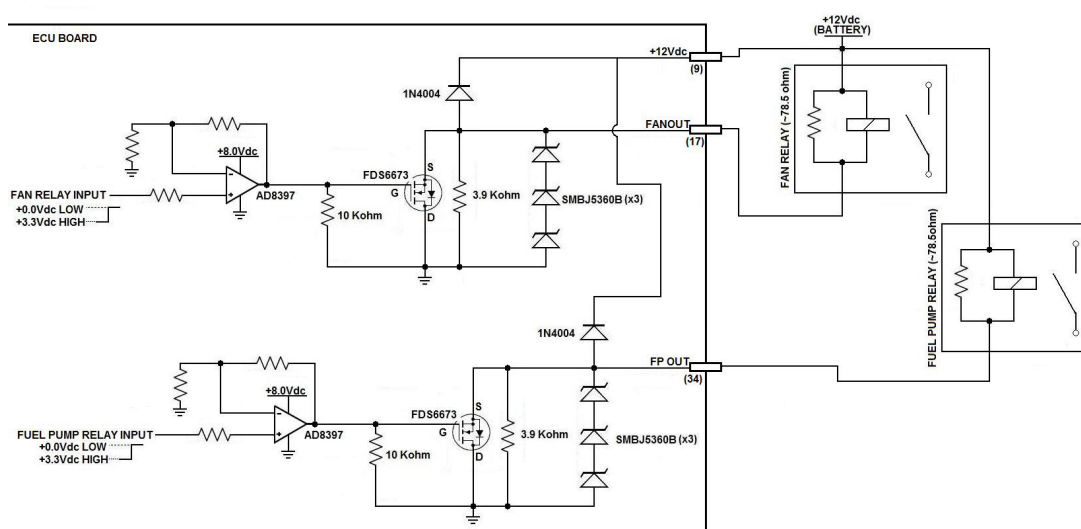 +12Vdc
(BATTERY)
ECU BOARD
+12Vdc
(9)
1N4004
FAN RELAY (~78.5 ohm)
FANOUT
(17)
+8.0Vdc
FDS6673
S
G
D
AD8397
FAN RELAY INPUT
+0.0Vdc LOW
+3.3Vdc HIGH
10 Kohm
3.9 Kohm
SMBJ5360B (x3)
FUEL PUMP RELAY (~78.5ohm)
1N4004
FP OUT
(34)
+8.0Vdc
FDS6673
S
G
D
AD8397
FUEL PUMP RELAY INPUT
+0.0Vdc LOW
+3.3Vdc HIGH
10 Kohm
3.9 Kohm
SMBJ5360B (x3)